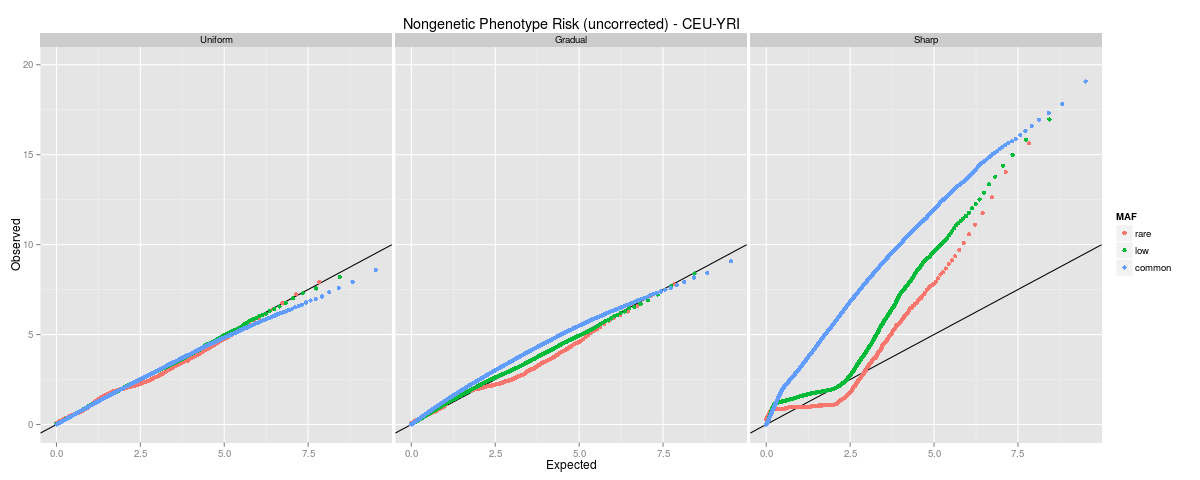 Nongenetic Phenotype Risk (uncorrected) - CEU-YRI
Uniform
Gradual
Sharp
20
15
10
5
0
Observed
0.0 2.5 5.0 7.5
0.0 2.5 5.0 7.5
0.0 2.5 5.0 7.5
Expected
MAF
rare
low
common